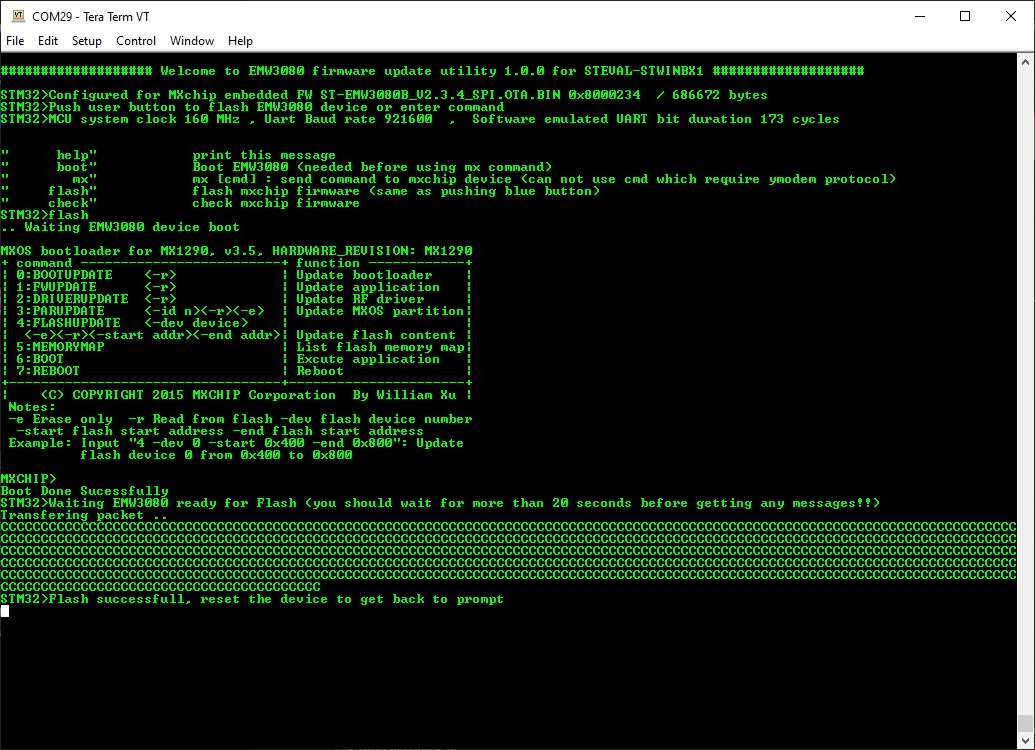 COM29 - Tera Term VT
File Edit Setup Control Window Help
################### Welcome to EMW3080 firmware update utility 1.0.0 for STEVAL-STWINBX1 ###################
STM32>Configured for MXchip embedded FW ST-EMW3080B_V2.3.4_SPI.OTA.BIN 0x8000234  / 686672 bytes
STM32>Push user button to flash EMW3080 device or enter command
STM32>MCU system clock 160 MHz , Uart Baud rate 921600  ,  Software emulated UART bit duration 173 cycles
"      help"            print this message
"      boot"            Boot EMW3080 (needed before using mx command)
"        mx"            mx [cmd] : send command to mxchip device (can not use cmd which require ymodem protocol)
"     flash"            flash mxchip firmware (same as pushing blue button)
"     check"            check mxchip firmware
STM32>flash
.. Waiting EMW3080 device boot
MXOS bootloader for MX1290, v3.5, HARDWARE_REVISION: MX1290
+ command --------------------------+ function ------------+
| 0:BOOTUPDATE    <-r>              | Update bootloader    |
| 1:FWUPDATE      <-r>              | Update application   |
| 2:DRIVERUPDATE  <-r>              | Update RF driver     |
| 3:PARUPDATE     <-id n><-r><-e>   | Update MXOS partition|
| 4:FLASHUPDATE   <-dev device>     |                      |
|  <-e><-r><-start addr><-end addr>| Update flash content |
| 5:MEMORYMAP                       | List flash memory map|
| 6:BOOT                            | Excute application   |
| 7:REBOOT                          | Reboot               |
+-----------------------------------+----------------------+
|    (C) COPYRIGHT 2015 MXCHIP Corporation  By William Xu |
Notes:
-e Erase only  -r Read from flash -dev flash device number
-start flash start address -end flash start address
Example: Input "4 -dev 0 -start 0x400 -end 0x800": Update
flash device 0 from 0x400 to 0x800
MXCHIP>
Boot Done Sucessfully
STM32>Waiting EMW3080 ready for Flash (you should wait for more than 20 seconds before getting any messages!!)
Transfering packet ..
CCCCCCCCCCCCCCCCCCCCCCCCCCCCCCCCCCCCCCCCCCCCCCCCCCCCCCCCCCCCCCCCCCCCCCCCCCCCCCCCCCCCCCCCCCCCCCCCCCCCCCCCCCCCCCCCCCCCCCCCCCCCCCC
CCCCCCCCCCCCCCCCCCCCCCCCCCCCCCCCCCCCCCCCCCCCCCCCCCCCCCCCCCCCCCCCCCCCCCCCCCCCCCCCCCCCCCCCCCCCCCCCCCCCCCCCCCCCCCCCCCCCCCCCCCCCCCC
CCCCCCCCCCCCCCCCCCCCCCCCCCCCCCCCCCCCCCCCCCCCCCCCCCCCCCCCCCCCCCCCCCCCCCCCCCCCCCCCCCCCCCCCCCCCCCCCCCCCCCCCCCCCCCCCCCCCCCCCCCCCCCC
CCCCCCCCCCCCCCCCCCCCCCCCCCCCCCCCCCCCCCCCCCCCCCCCCCCCCCCCCCCCCCCCCCCCCCCCCCCCCCCCCCCCCCCCCCCCCCCCCCCCCCCCCCCCCCCCCCCCCCCCCCCCCCC
CCCCCCCCCCCCCCCCCCCCCCCCCCCCCCCCCCCCCCCCCCCCCCCCCCCCCCCCCCCCCCCCCCCCCCCCCCCCCCCCCCCCCCCCCCCCCCCCCCCCCCCCCCCCCCCCCCCCCCCCCCCCCCC
CCCCCCCCCCCCCCCCCCCCCCCCCCCCCCCCCCCCCCCC
STM32>Flash successfull, reset the device to get back to prompt